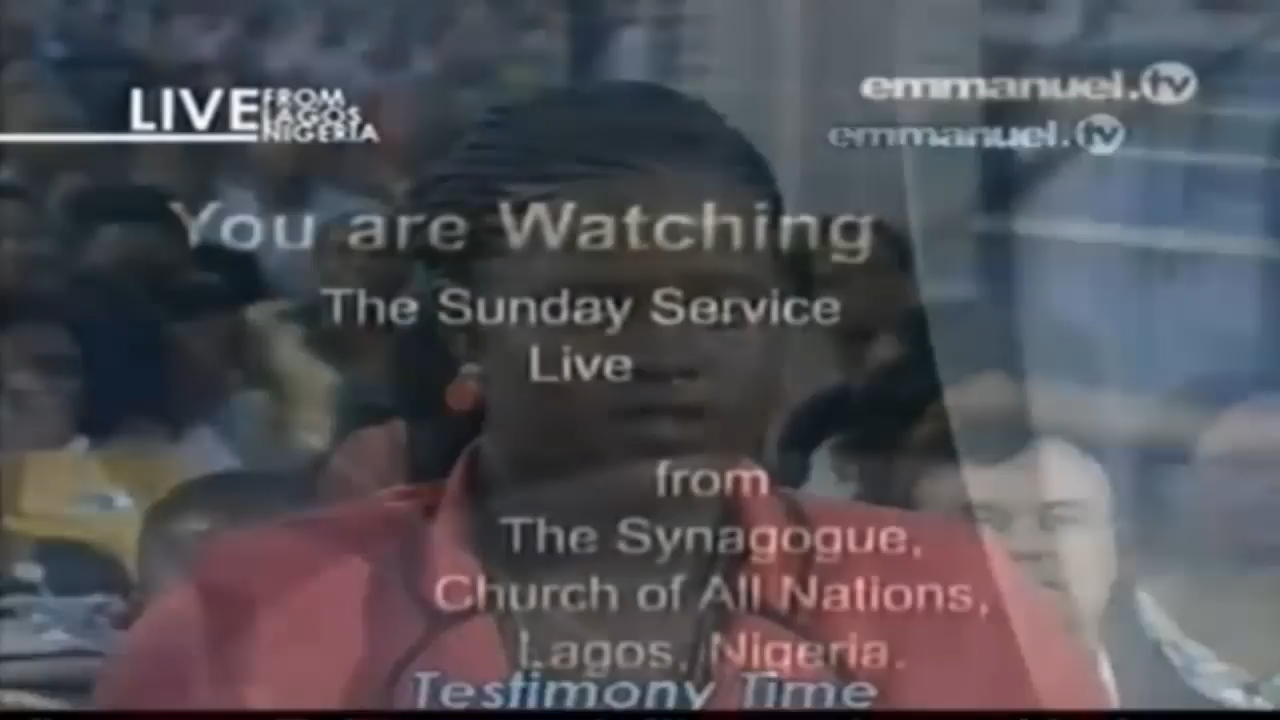 LIVE FROM LAGOS NIGERIA
emmanuel.tv
emmanuel.tv
You are Watching
The Sunday Service
Live
from
The Synagogue,
Church of All Nations,
Lagos, Nigeria.
Testimony Time